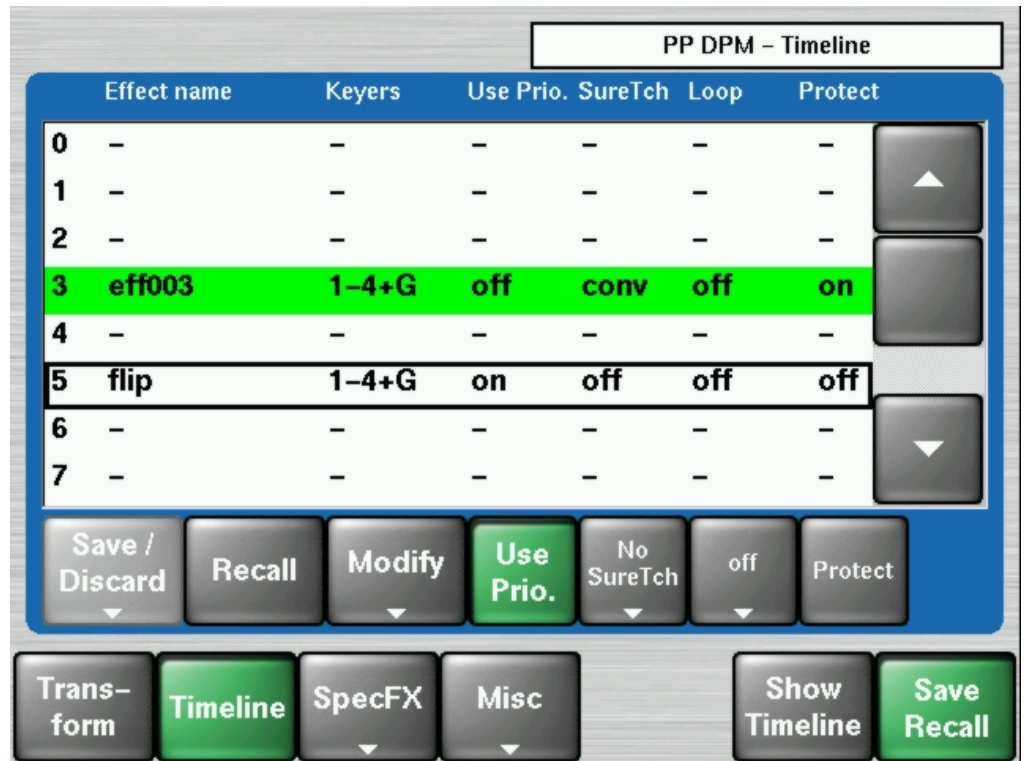 PP DPM – Timeline
Effect name Keyers Use Prio. SureTch Loop Protect
0 – – – – – –
1 – – – – – –
2 – – – – – –
3 eff003 1–4+G off conv off on
4 – – – – – –
5 flip 1–4+G on off off off
6 – – – – – –
7 – – – – – –
Save /
Discard
Recall
Modify
Use
Prio.
No
SureTch
off
Protect
Trans–
form
Timeline
SpecFX
Misc
Show
Timeline
Save
Recall